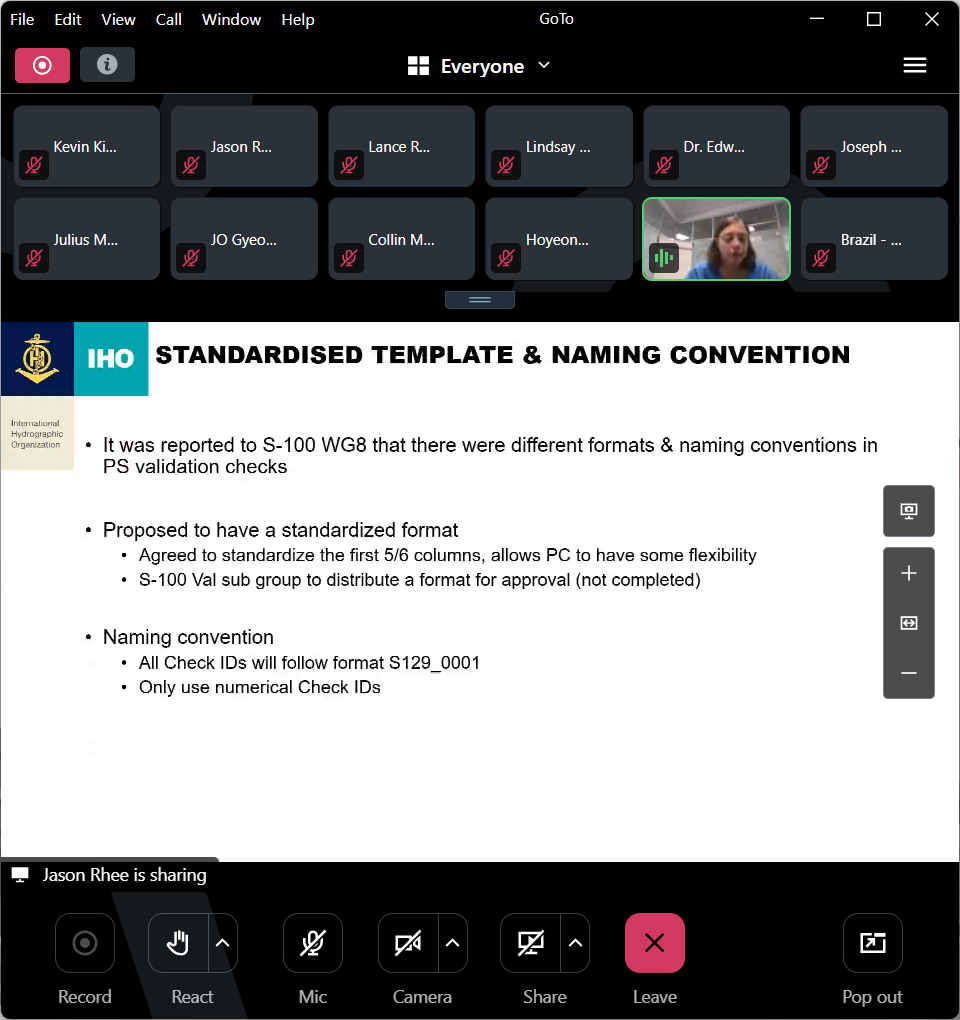 File Edit View Call Window Help GoTo
Everyone
Kevin Ki...
Jason R...
Lance R...
Lindsay ...
Dr. Edw...
Joseph ...
Julius M...
JO Gyeo...
Collin M...
Hoyeon...
Brazil - ...
IHO
International
Hydrographic
Organization
STANDARDISED TEMPLATE & NAMING CONVENTION
• It was reported to S-100 WG8 that there were different formats & naming conventions in
PS validation checks
• Proposed to have a standardized format
• Agreed to standardize the first 5/6 columns, allows PC to have some flexibility
• S-100 Val sub group to distribute a format for approval (not completed)
• Naming convention
• All Check IDs will follow format S129_0001
• Only use numerical Check IDs
Jason Rhee is sharing
Record React Mic Camera Share Leave Pop out